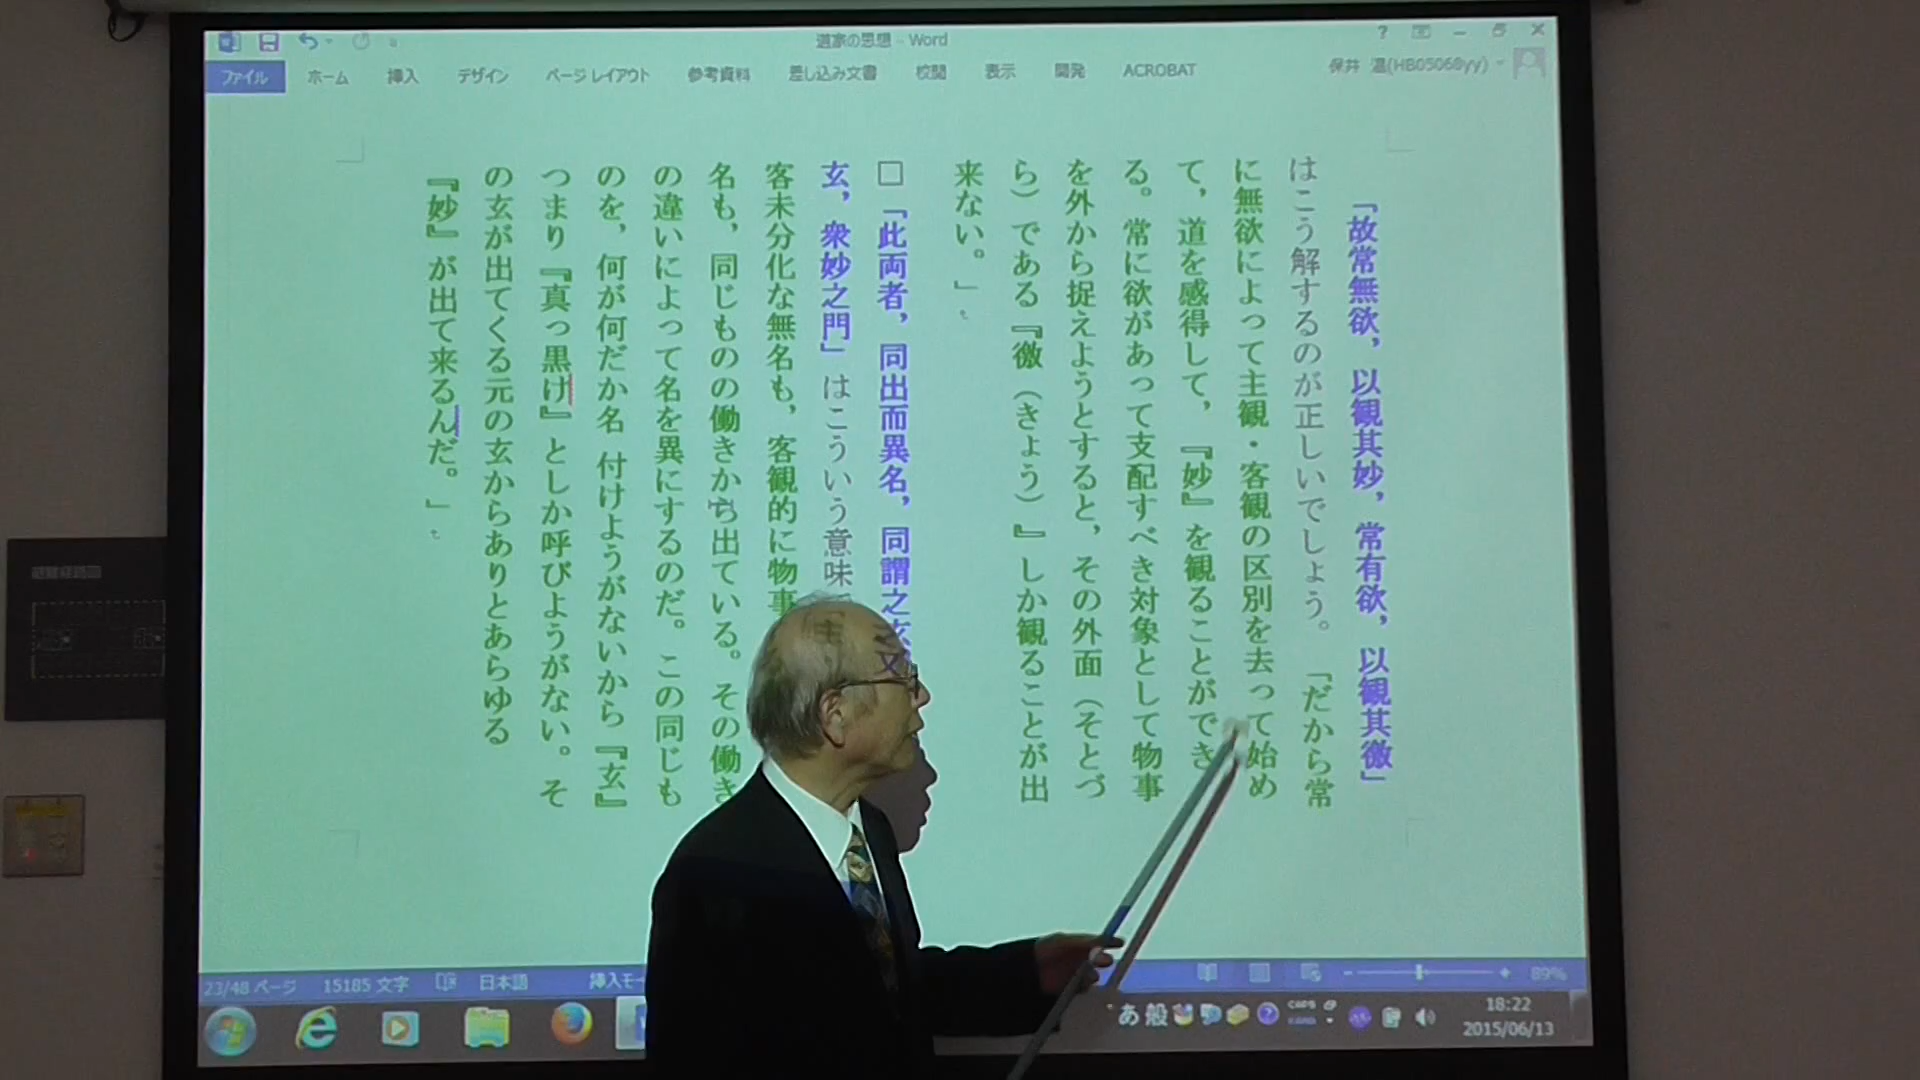 道家の思想 - Word
ファイル ホーム 挿入 デザイン ページ レイアウト 参考資料 差し込み文書 校閲 表示 開発 ACROBAT
保井 温(HB05068yy)
「故常無欲，以観其妙，常有欲，以観其徼」
はこう解するのが正しいでしょう。「だから常
に無欲によって主観・客観の区別を去って始め
て，道を感得して，『妙』を観ることができ
る。常に欲があって支配すべき対象として物事
を外から捉えようとすると，その外面（そとづ
ら）である『徼（きょう）』しか観ることが出
来ない。」
□「此両者，同出而異名，同謂之玄
玄，衆妙之門」はこういう意味
客未分化な無名も，客観的に物事
名も，同じものの働きから出ている。その働き
の違いによって名を異にするのだ。この同じも
のを，何が何だか名付けようがないから『玄』
つまり『真っ黒け』としか呼びようがない。そ
の玄が出てくる元の玄からありとあらゆる
『妙』が出て来るんだ。」
23/48 ページ 15185 文字 日本語 挿入モー
89%
あ 般
CAPS
KANA
18:22
2015/06/13